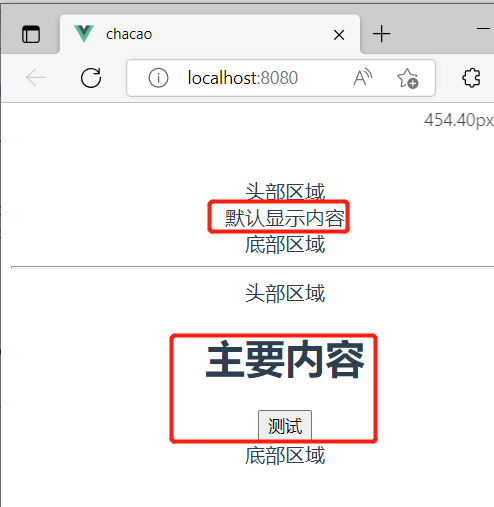 chacao
localhost:8080
454.40px
头部区域
默认显示内容
底部区域
头部区域
主要内容
测试
底部区域